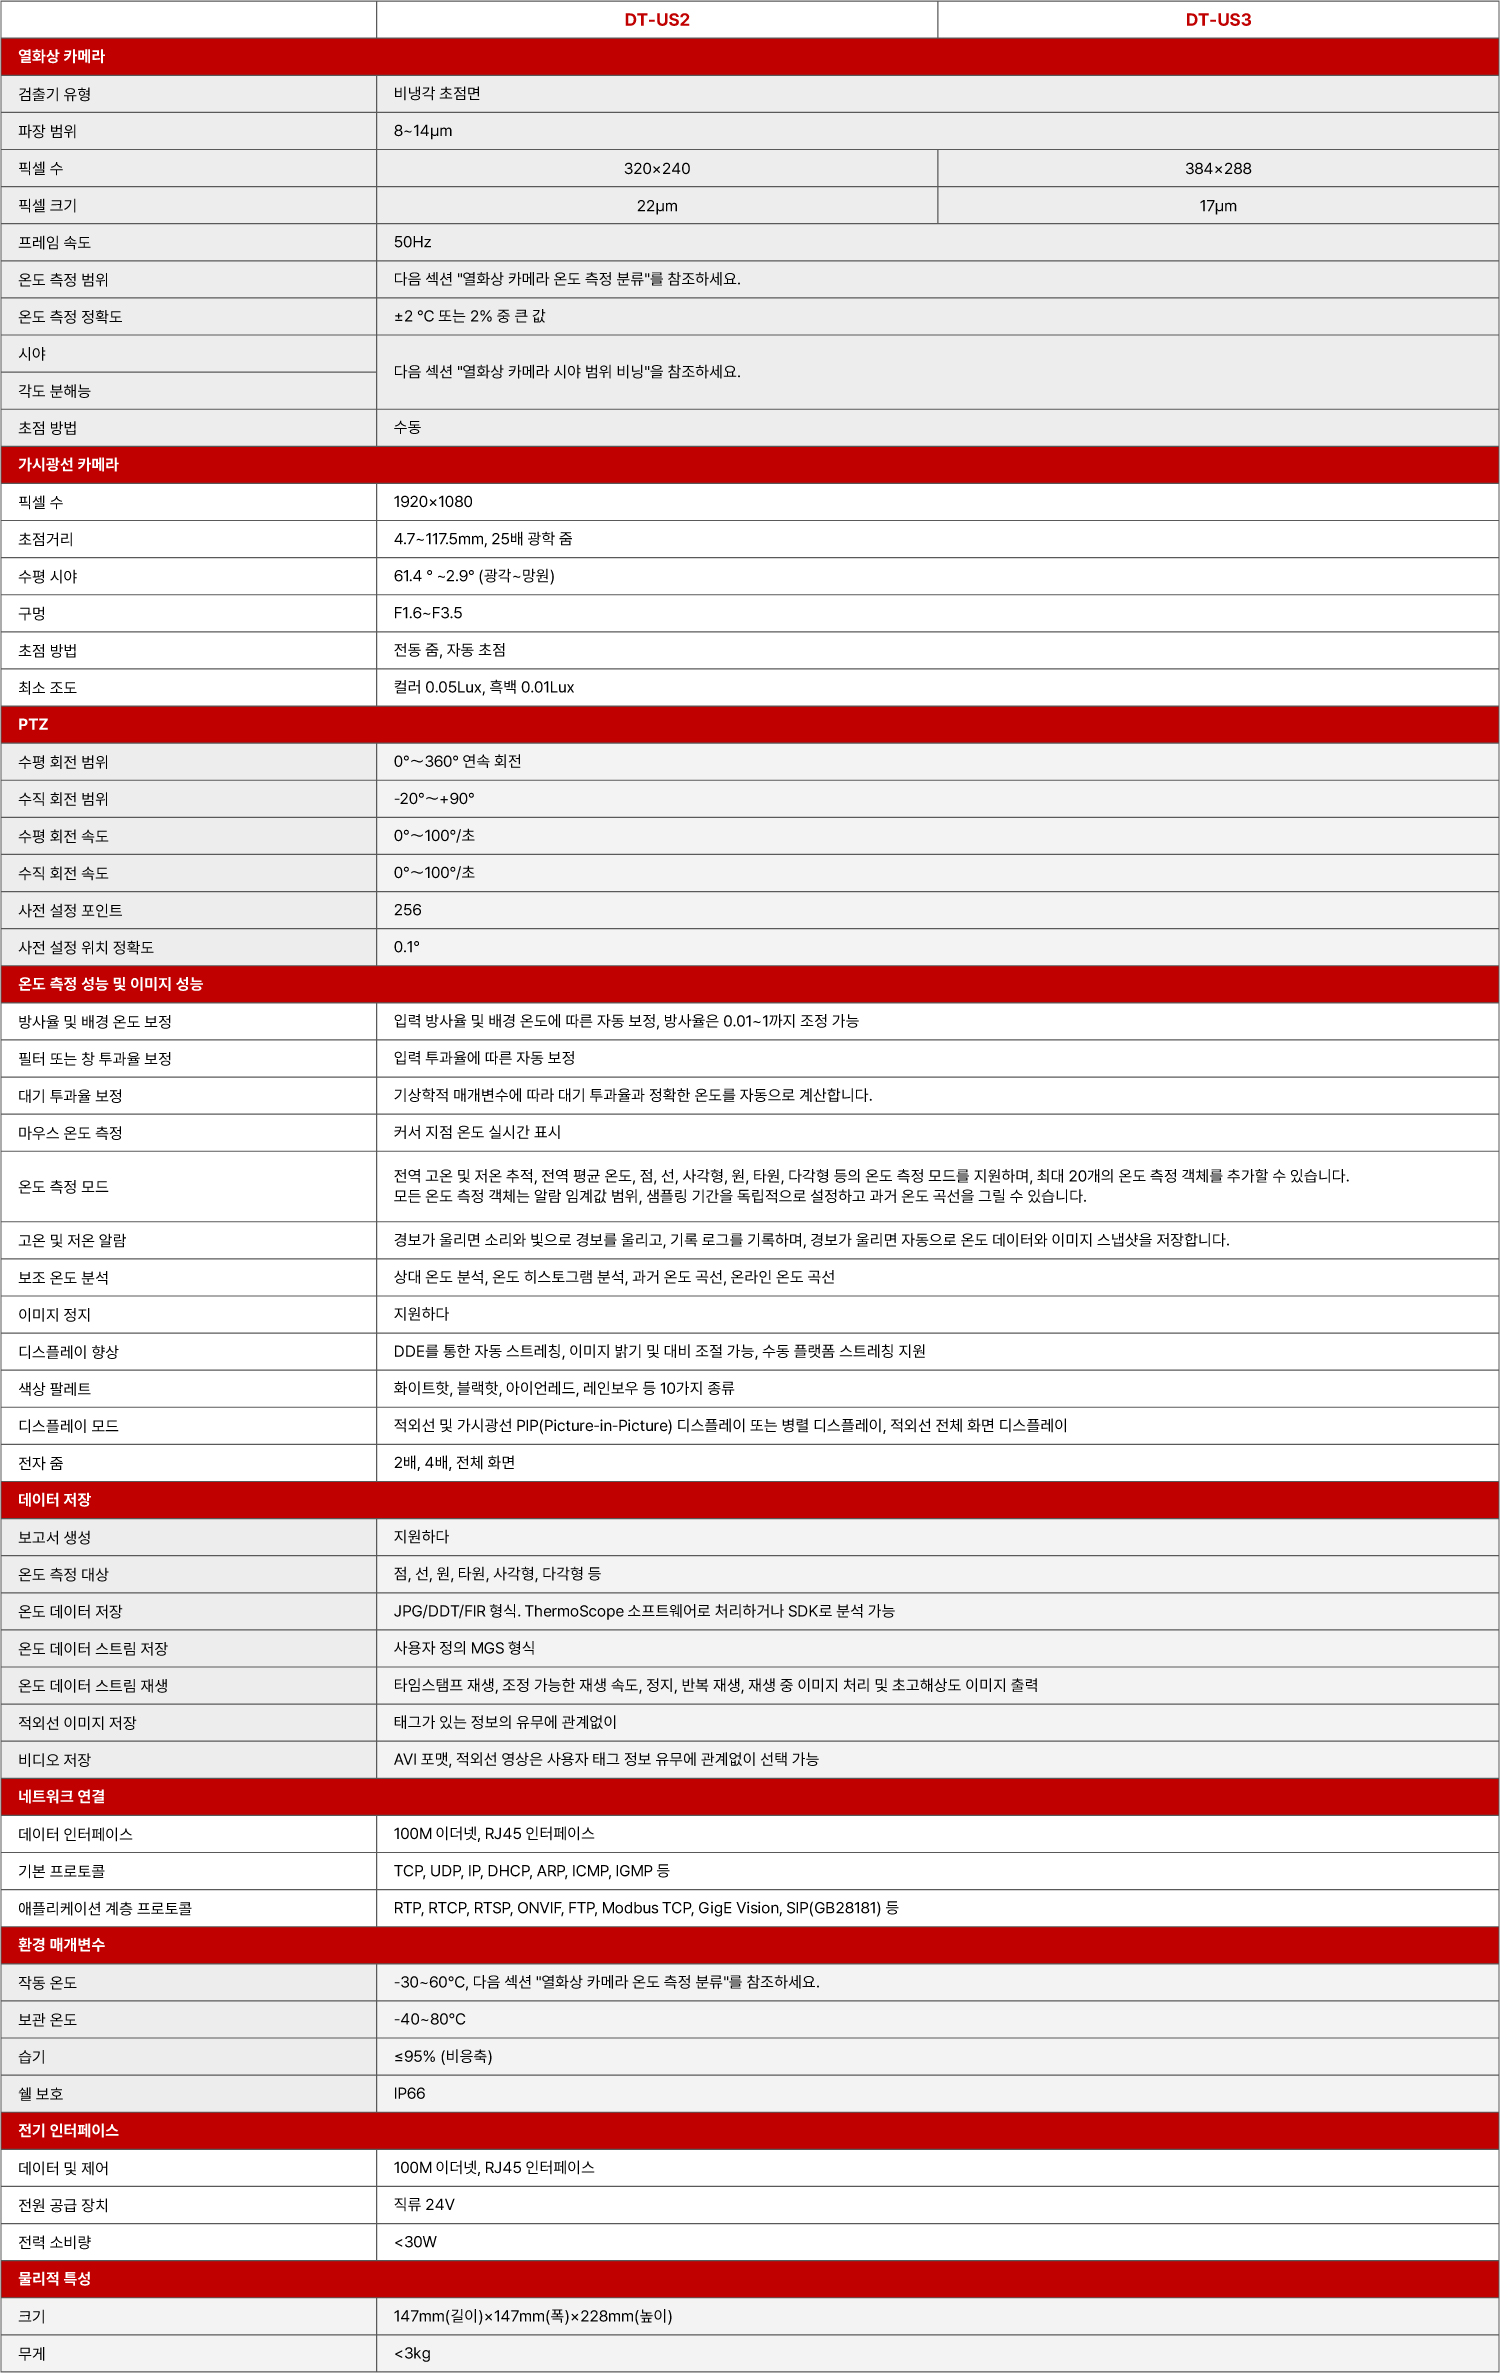 DT-US2 DT-US3
열화상 카메라
검출기 유형 비냉각 초점면
파장 범위 8~14μm
픽셀 수 320×240 384×288
픽셀 크기 22μm 17μm
프레임 속도 50Hz
온도 측정 범위 다음 섹션 "열화상 카메라 온도 측정 분류"를 참조하세요.
온도 측정 정확도 ±2 °C 또는 2% 중 큰 값
시야
다음 섹션 "열화상 카메라 시야 범위 비닝"을 참조하세요.
각도 분해능
초점 방법 수동
가시광선 카메라
픽셀 수 1920×1080
초점거리 4.7~117.5mm, 25배 광학 줌
수평 시야 61.4 ° ~2.9° (광각~망원)
구멍 F1.6~F3.5
초점 방법 전동 줌, 자동 초점
최소 조도 컬러 0.05Lux, 흑백 0.01Lux
PTZ
수평 회전 범위 0°～360° 연속 회전
수직 회전 범위 -20°～+90°
수평 회전 속도 0°～100°/초
수직 회전 속도 0°～100°/초
사전 설정 포인트 256
사전 설정 위치 정확도 0.1°
온도 측정 성능 및 이미지 성능
방사율 및 배경 온도 보정 입력 방사율 및 배경 온도에 따른 자동 보정, 방사율은 0.01~1까지 조정 가능
필터 또는 창 투과율 보정 입력 투과율에 따른 자동 보정
대기 투과율 보정 기상학적 매개변수에 따라 대기 투과율과 정확한 온도를 자동으로 계산합니다.
마우스 온도 측정 커서 지점 온도 실시간 표시
온도 측정 모드 전역 고온 및 저온 추적, 전역 평균 온도, 점, 선, 사각형, 원, 타원, 다각형 등의 온도 측정 모드를 지원하며, 최대 20개의 온도 측정 객체를 추가할 수 있습니다.
모든 온도 측정 객체는 알람 임계값 범위, 샘플링 기간을 독립적으로 설정하고 과거 온도 곡선을 그릴 수 있습니다.
고온 및 저온 알람 경보가 울리면 소리와 빛으로 경보를 울리고, 기록 로그를 기록하며, 경보가 울리면 자동으로 온도 데이터와 이미지 스냅샷을 저장합니다.
보조 온도 분석 상대 온도 분석, 온도 히스토그램 분석, 과거 온도 곡선, 온라인 온도 곡선
이미지 정지 지원하다
디스플레이 향상 DDE를 통한 자동 스트레칭, 이미지 밝기 및 대비 조절 가능, 수동 플랫폼 스트레칭 지원
색상 팔레트 화이트핫, 블랙핫, 아이언레드, 레인보우 등 10가지 종류
디스플레이 모드 적외선 및 가시광선 PIP(Picture-in-Picture) 디스플레이 또는 병렬 디스플레이, 적외선 전체 화면 디스플레이
전자 줌 2배, 4배, 전체 화면
데이터 저장
보고서 생성 지원하다
온도 측정 대상 점, 선, 원, 타원, 사각형, 다각형 등
온도 데이터 저장 JPG/DDT/FIR 형식. ThermoScope 소프트웨어로 처리하거나 SDK로 분석 가능
온도 데이터 스트림 저장 사용자 정의 MGS 형식
온도 데이터 스트림 재생 타임스탬프 재생, 조정 가능한 재생 속도, 정지, 반복 재생, 재생 중 이미지 처리 및 초고해상도 이미지 출력
적외선 이미지 저장 태그가 있는 정보의 유무에 관계없이
비디오 저장 AVI 포맷, 적외선 영상은 사용자 태그 정보 유무에 관계없이 선택 가능
네트워크 연결
데이터 인터페이스 100M 이더넷, RJ45 인터페이스
기본 프로토콜 TCP, UDP, IP, DHCP, ARP, ICMP, IGMP 등
애플리케이션 계층 프로토콜 RTP, RTCP, RTSP, ONVIF, FTP, Modbus TCP, GigE Vision, SIP(GB28181) 등
환경 매개변수
작동 온도 -30~60°C, 다음 섹션 "열화상 카메라 온도 측정 분류"를 참조하세요.
보관 온도 -40~80°C
습기 ≤95% (비응축)
쉘 보호 IP66
전기 인터페이스
데이터 및 제어 100M 이더넷, RJ45 인터페이스
전원 공급 장치 직류 24V
전력 소비량 <30W
물리적 특성
크기 147mm(길이)×147mm(폭)×228mm(높이)
무게 <3kg